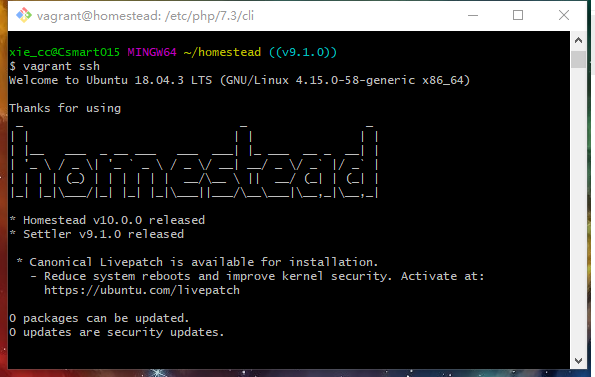 vagrant@homestead: /etc/php/7.3/cli
xie_cc@Csmart015 MINGW64 ~/homestead ((v9.1.0))
$ vagrant ssh
Welcome to Ubuntu 18.04.3 LTS (GNU/Linux 4.15.0-58-generic x86_64)
Thanks for using
homestead
* Homestead v10.0.0 released
* Settler v9.1.0 released
* Canonical Livepatch is available for installation.
- Reduce system reboots and improve kernel security. Activate at:
https://ubuntu.com/livepatch
0 packages can be updated.
0 updates are security updates.